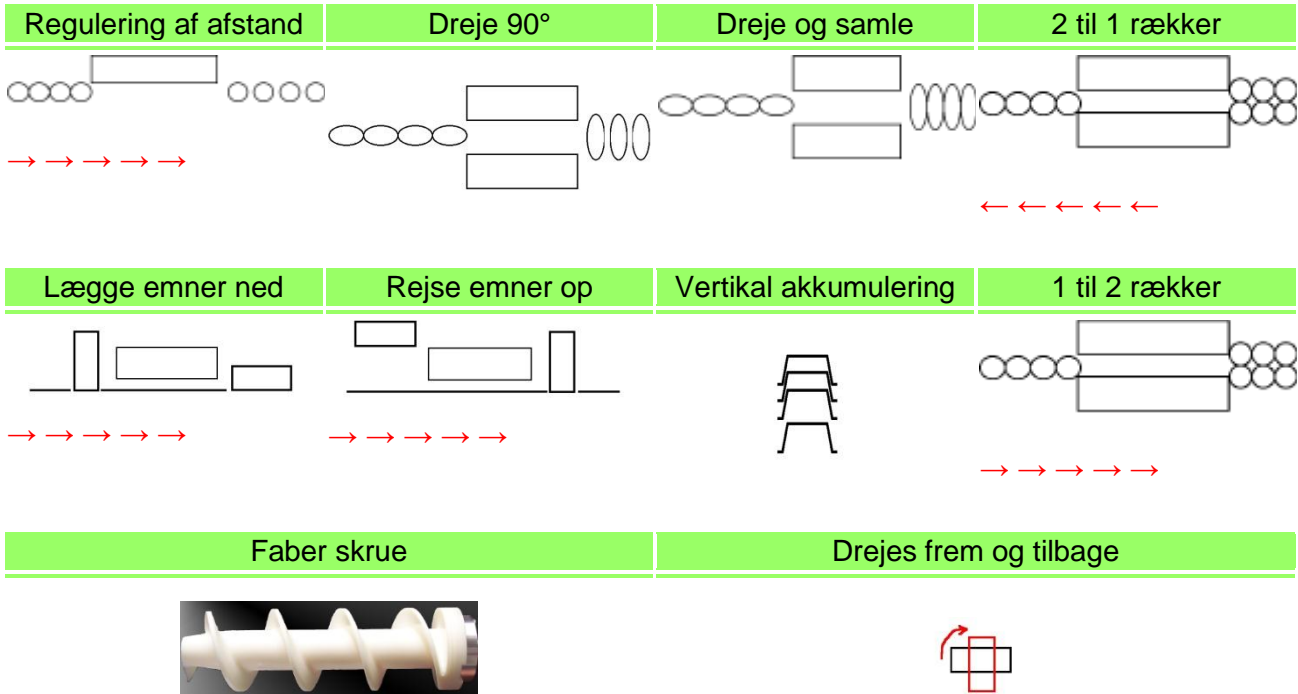 Regulering af afstand
Dreje 90°
Dreje og samle
2 til 1 rækker
→ → → → →
← ← ← ← ←
Lægge emner ned
Rejse emner op
Vertikal akkumulering
1 til 2 rækker
→ → → → →
→ → → → →
→ → → → →
Faber skrue
Drejes frem og tilbage